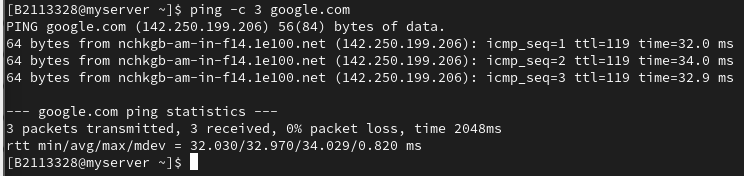 [B2113328@myserver ~]$ ping -c 3 google.com
PING google.com (142.250.199.206) 56(84) bytes of data.
64 bytes from nchkgb-am-in-f14.1e100.net (142.250.199.206): icmp_seq=1 ttl=119 time=32.0 ms
64 bytes from nchkgb-am-in-f14.1e100.net (142.250.199.206): icmp_seq=2 ttl=119 time=34.0 ms
64 bytes from nchkgb-am-in-f14.1e100.net (142.250.199.206): icmp_seq=3 ttl=119 time=32.9 ms
--- google.com ping statistics ---
3 packets transmitted, 3 received, 0% packet loss, time 2048ms
rtt min/avg/max/mdev = 32.030/32.970/34.029/0.820 ms
[B2113328@myserver ~]$